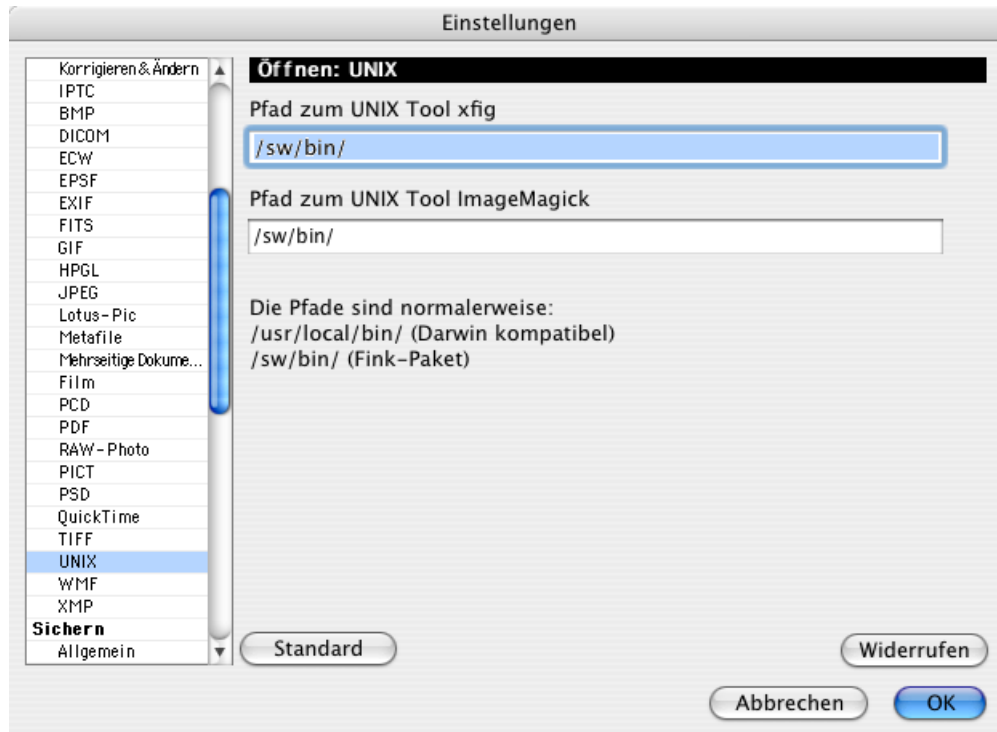 Einstellungen
Korrigieren & Ändern
IPTC
BMP
DICOM
ECW
EPSF
EXIF
FITS
GIF
HPGL
JPEG
Lotus-Pic
Metafile
Mehrseitige Dokume...
Film
PCD
PDF
RAW-Photo
PICT
PSD
QuickTime
TIFF
UNIX
WMF
XMP
Sichern
Allgemein
Öffnen: UNIX
Pfad zum UNIX Tool xfig
/sw/bin/
Pfad zum UNIX Tool ImageMagick
/sw/bin/
Die Pfade sind normalerweise:
/usr/local/bin/ (Darwin kompatibel)
/sw/bin/ (Fink-Paket)
Standard
Widerrufen
Abbrechen
OK